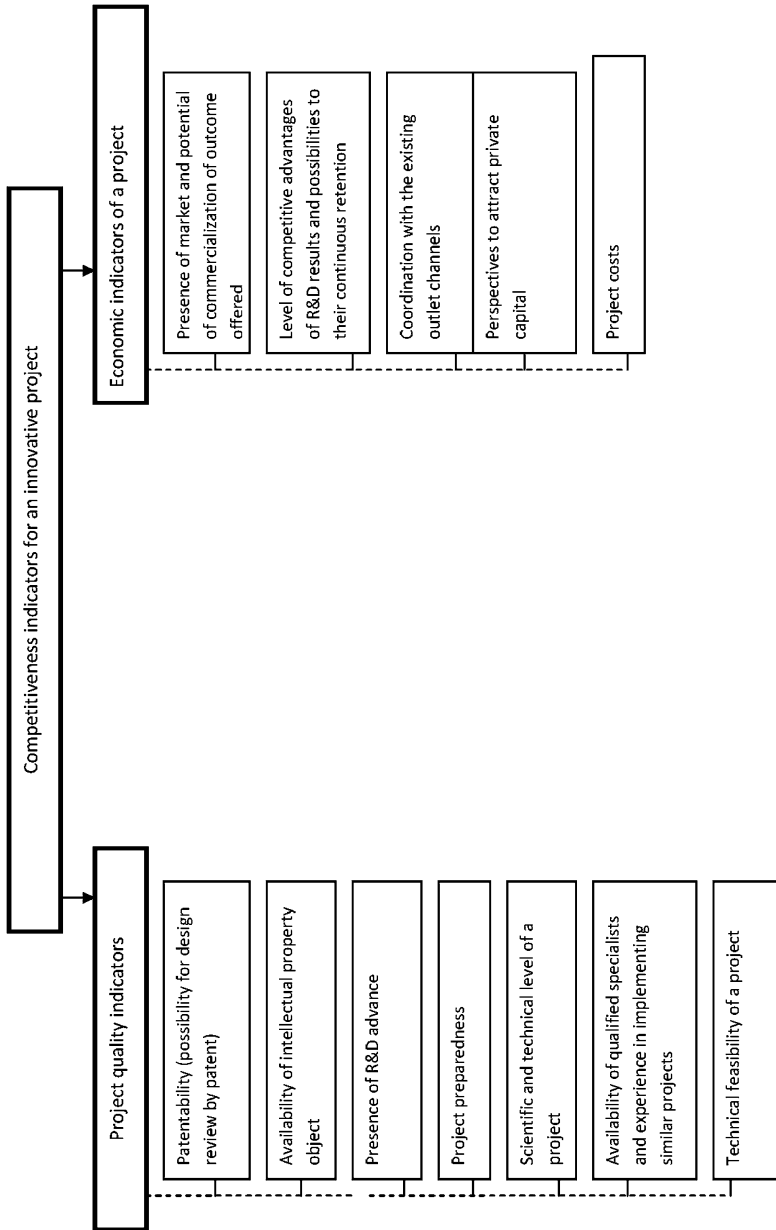 Competitiveness indicators for an innovative project
Project quality indicators
Patentability (possibility for design
review by patent)
Availability of intellectual property
object
Presence of R&D advance
Project preparedness
Scientific and technical level of a
project
Availability of qualified specialists
and experience in implementing
similar projects
Technical feasibility of a project
Economic indicators of a project
Presence of market and potential
of commercialization of outcome
offered
Level of competitive advantages
of R&D results and possibilities to
their continuous retention
Coordination with the existing
outlet channels
Perspectives to attract private
capital
Project costs